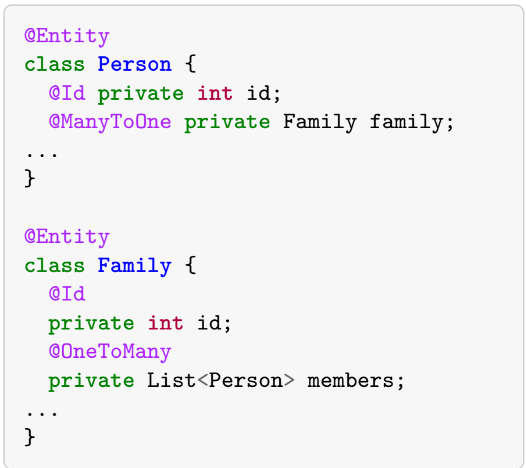 @Entity
class Person {
  @Id private int id;
  @ManyToOne private Family family;
...
}

@Entity
class Family {
  @Id
  private int id;
  @OneToMany
  private List<Person> members;
...
}